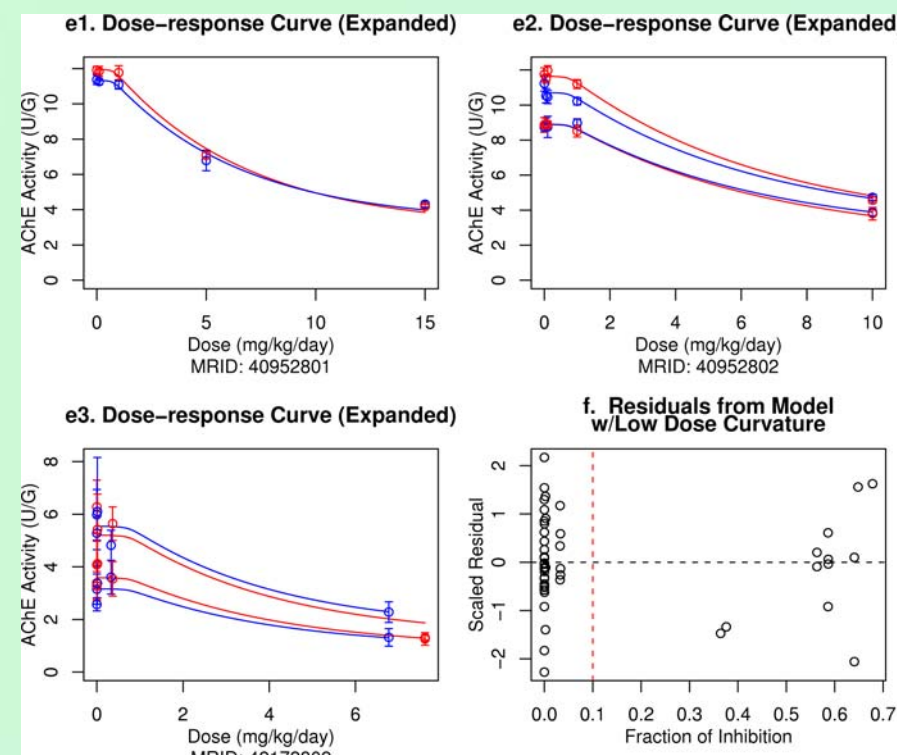 e1. Dose−response Curve (Expanded)
AChE Activity (U/G)
0 2 4 6 8 10
0 5 10 15
Dose (mg/kg/day)
MRID: 40952801
e2. Dose−response Curve (Expanded
AChE Activity (U/G)
0 2 4 6 8 10
0 2 4 6 8 10
Dose (mg/kg/day)
MRID: 40952802
e3. Dose−response Curve (Expanded)
AChE Activity (U/G)
0 2 4 6 8
0 2 4 6
Dose (mg/kg/day)
MRID:
f. Residuals from Model
w/Low Dose Curvature
Scaled Residual
−2 −1 0 1 2
0.0 0.1 0.2 0.3 0.4 0.5 0.6 0.7
Fraction of Inhibition